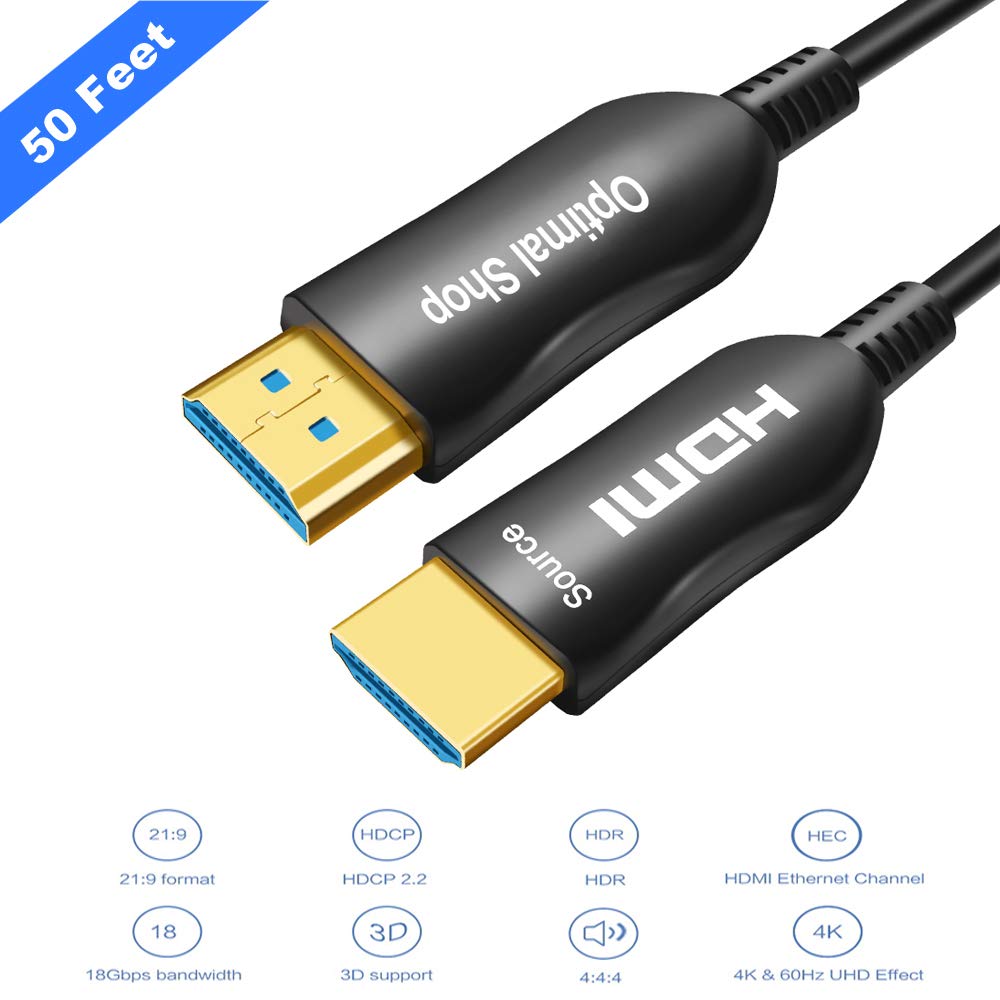 50 Feet
Optimal Shop
HDMI
Source
21:9
HDCP
HDR
HEC
21:9 format
HDCP 2.2
HDR
HDMI Ethernet Channel
18
3D
4K
18Gbps bandwidth
3D support
4:4:4
4K & 60Hz UHD Effect